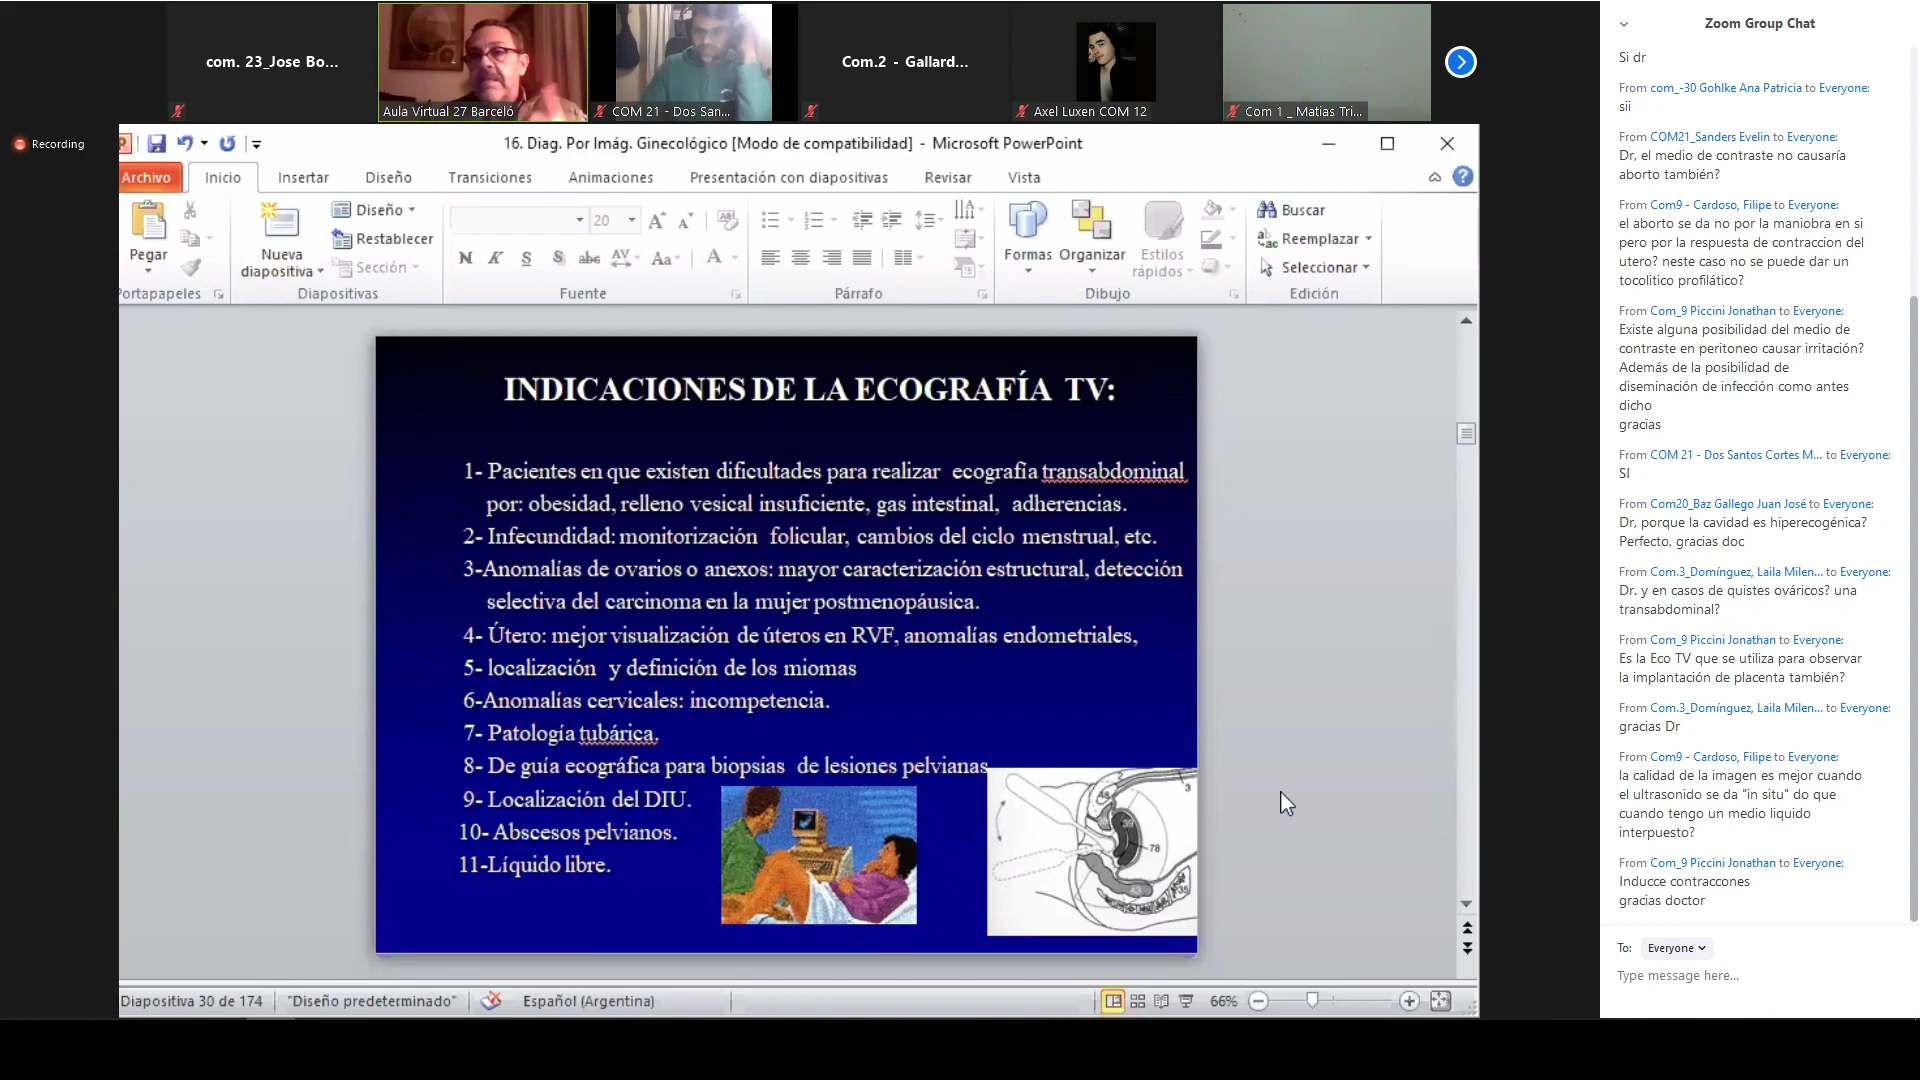 com. 23_Jose Bo...
Aula Virtual 27 Barceló
COM 21 - Dos San...
Com.2 - Gallard...
Axel Luxen COM 12
Com 1 _ Matias Tri...
Recording
16. Diag. Por Imág. Ginecológico [Modo de compatibilidad] - Microsoft PowerPoint
Archivo
Inicio
Insertar
Diseño
Transiciones
Animaciones
Presentación con diapositivas
Revisar
Vista
Pegar
Portapapeles
Nueva
diapositiva
Diseño
Restablecer
Sección
Diapositivas
20
N K S S abc AV Aa A
Fuente
Párrafo
Formas
Organizar
Estilos
rápidos
Dibujo
Buscar
Reemplazar
Seleccionar
Edición
INDICACIONES DE LA ECOGRAFÍA TV:
1- Pacientes en que existen dificultades para realizar ecografía transabdominal
por: obesidad, relleno vesical insuficiente, gas intestinal, adherencias.
2- Infecundidad: monitorización folicular, cambios del ciclo menstrual, etc.
3-Anomalías de ovarios o anexos: mayor caracterización estructural, detección
selectiva del carcinoma en la mujer postmenopáusica.
4- Útero: mejor visualización de úteros en RVF, anomalías endometriales,
5- localización y definición de los miomas
6-Anomalías cervicales: incompetencia.
7- Patología tubárica.
8- De guía ecográfica para biopsias de lesiones pelvianas
9- Localización del DIU.
10- Abscesos pelvianos.
11-Líquido libre.
2
3
48
39
78
43
35
Diapositiva 30 de 174
"Diseño predeterminado"
Español (Argentina)
66%
Zoom Group Chat
Si dr
From com_-30 Gohlke Ana Patricia to Everyone:
sii
From COM21_Sanders Evelin to Everyone:
Dr, el medio de contraste no causaría
aborto también?
From Com9 - Cardoso, Filipe to Everyone:
el aborto se da no por la maniobra en si
pero por la respuesta de contraccion del
utero? neste caso no se puede dar un
tocolitico profilático?
From Com_9 Piccini Jonathan to Everyone:
Existe alguna posibilidad del medio de
contraste en peritoneo causar irritación?
Además de la posibilidad de
diseminación de infección como antes
dicho
gracias
From COM 21 - Dos Santos Cortes M... to Everyone:
SI
From Com20_Baz Gallego Juan José to Everyone:
Dr, porque la cavidad es hiperecogénica?
Perfecto, gracias doc
From Com.3_Domínguez, Laila Milen... to Everyone:
Dr. y en casos de quistes ováricos? una
transabdominal?
From Com_9 Piccini Jonathan to Everyone:
Es la Eco TV que se utiliza para observar
la implantación de placenta también?
From Com.3_Domínguez, Laila Milen... to Everyone:
gracias Dr
From Com9 - Cardoso, Filipe to Everyone:
la calidad de la imagen es mejor cuando
el ultrasonido se da "in situ" do que
cuando tengo un medio liquido
interpuesto?
From Com_9 Piccini Jonathan to Everyone:
Inducce contraccones
gracias doctor
To: Everyone
Type message here...